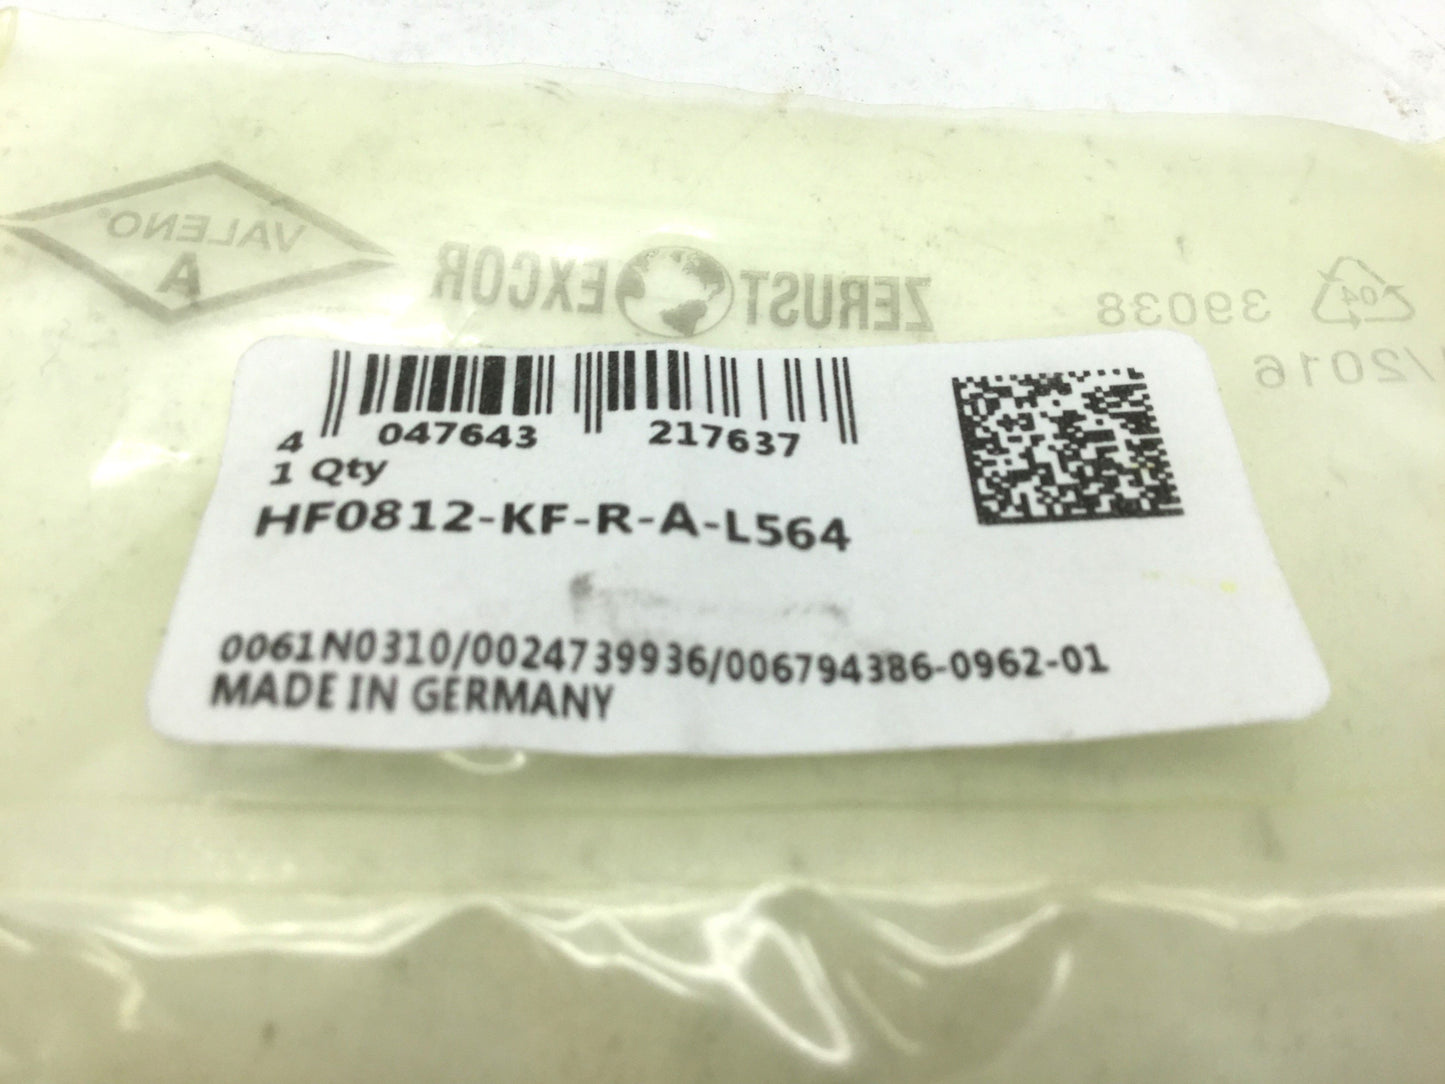 VALENO®
A
ZERUST EXCOR
04
39038
/2016
4 047643 217637
1 Qty
HF0812-KF-R-A-L564
0061N0310/0024739936/006794386-0962-01
MADE IN GERMANY